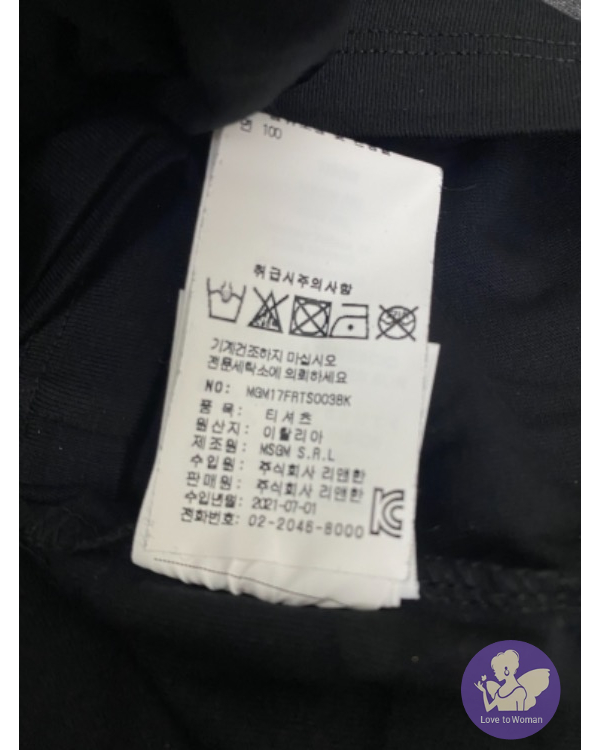 면 100
취급시주의사항
기계건조하지 마십시오
전문세탁소에 의뢰하세요
NO: MGM17FRTS003BK
품 목: 티셔츠
원산지: 이탈리아
제조원: MSGM S.R.L
수입원: 주식회사 리앤한
판매원: 주식회사 리앤한
수입년월: 2021-07-01
전화번호: 02-2046-8000
Love to Woman